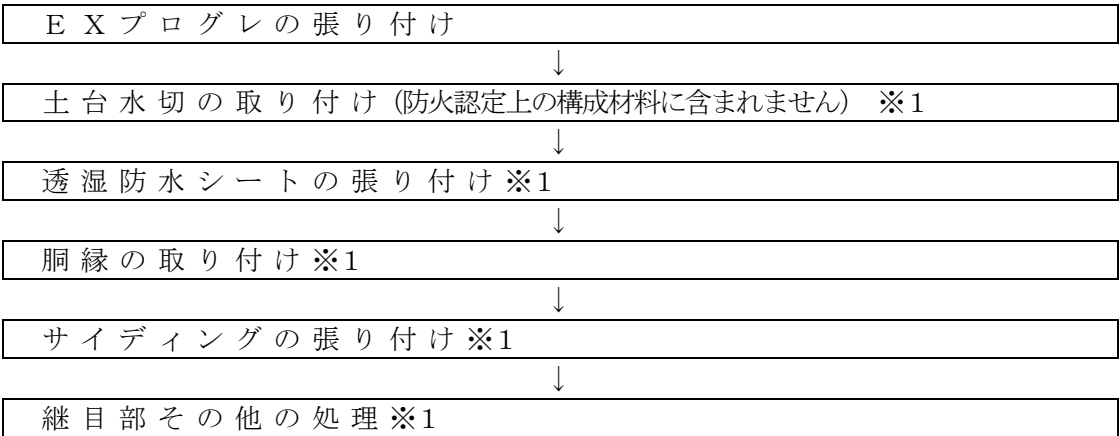 ＥＸプログレの張り付け
↓
土台水切の取り付け(防火認定上の構成材料に含まれません) ※１
↓
透湿防水シートの張り付け※１
↓
胴縁の取り付け※１
↓
サイディングの張り付け※１
↓
継目部その他の処理※１